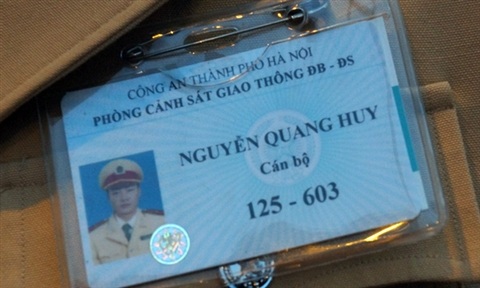 CÔNG AN THÀNH PHỐ HÀ NỘI
PHÒNG CẢNH SÁT GIAO THÔNG ĐB - ĐS
NGUYỄN QUANG HUY
Cán bộ
125 - 603